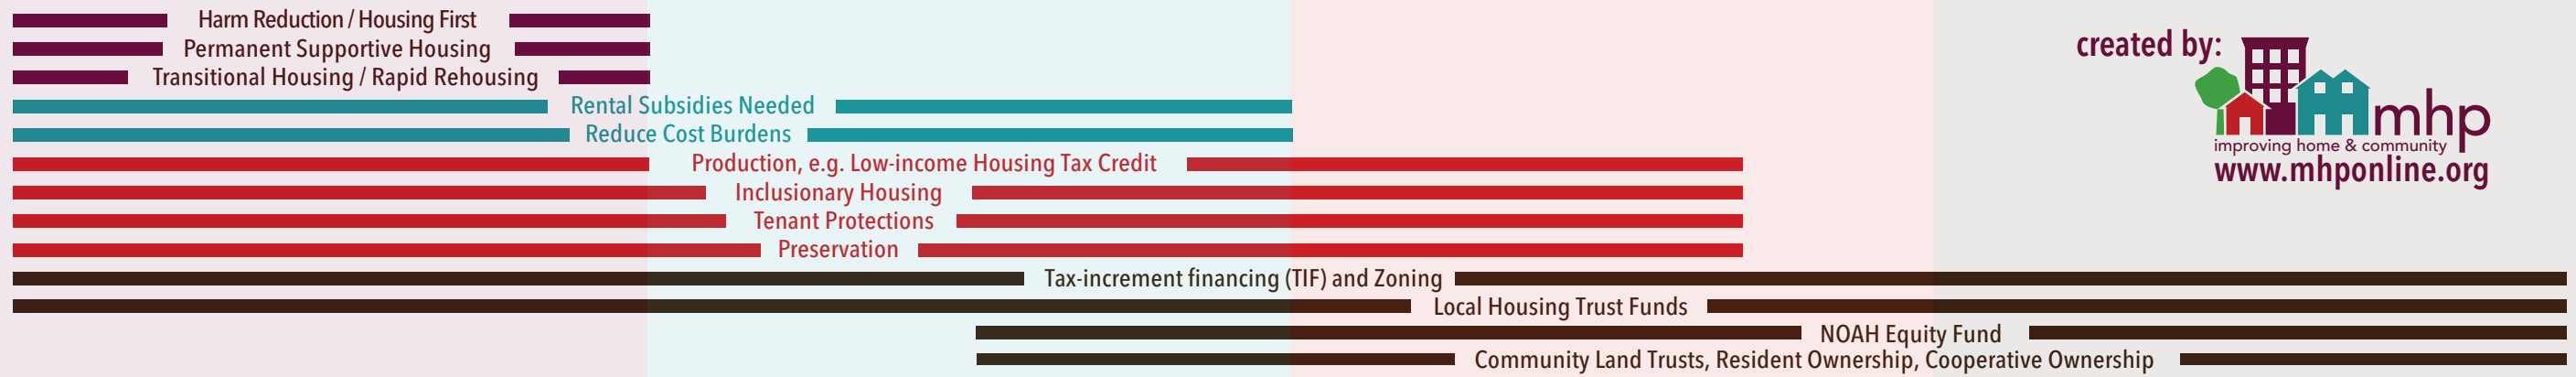 Harm Reduction / Housing First
Permanent Supportive Housing
Transitional Housing / Rapid Rehousing
Rental Subsidies Needed
Reduce Cost Burdens
Production, e.g. Low-income Housing Tax Credit
Inclusionary Housing
Tenant Protections
Preservation
Tax-increment financing (TIF) and Zoning
Local Housing Trust Funds
NOAH Equity Fund
Community Land Trusts, Resident Ownership, Cooperative Ownership
created by:
mhp
improving home & community
www.mhponline.org